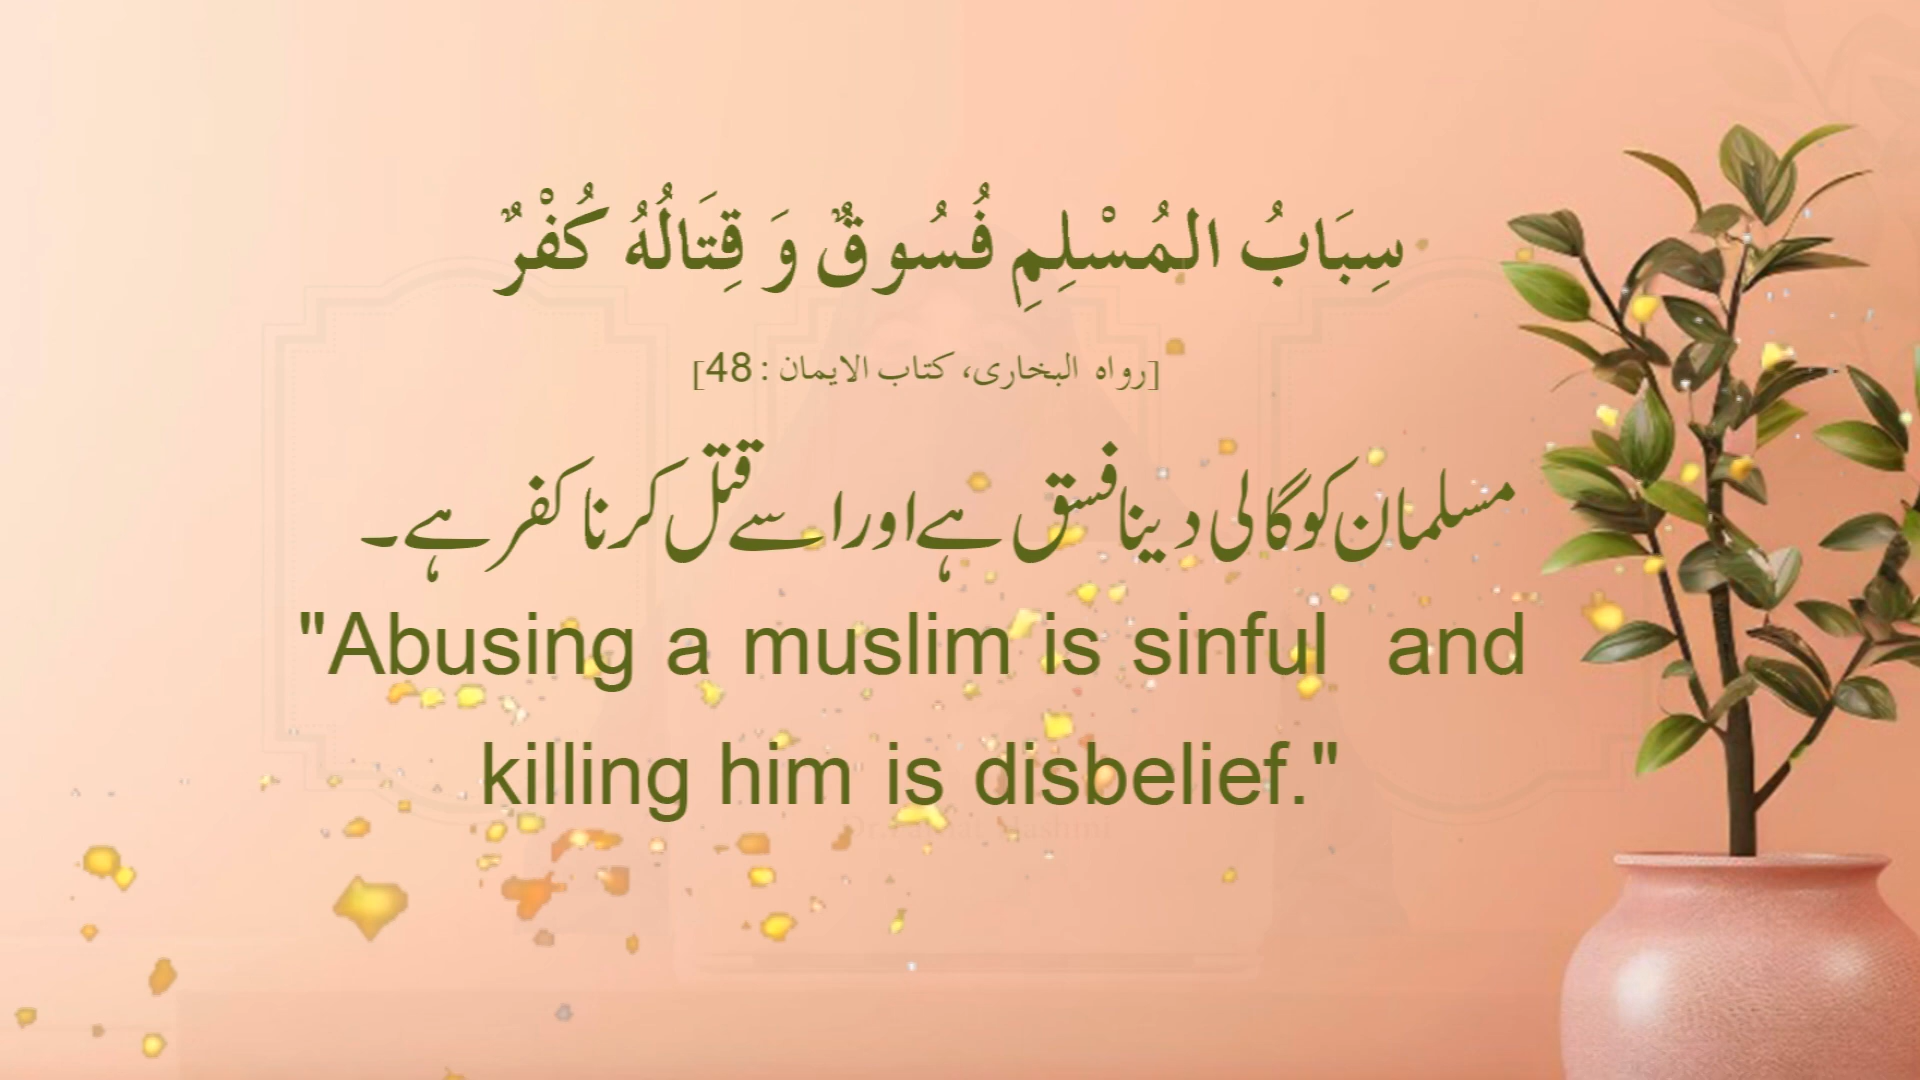 سِبَابُ المُسْلِمِ فُسُوقٌ وَ قِتَالُهُ كُفْرٌ
[رواہ البخاری، کتاب الایمان : 48]
مسلمان کو گالی دینا فسق ہے اور اسے قتل کرنا کفر ہے۔
"Abusing a muslim is sinful and
killing him is disbelief."